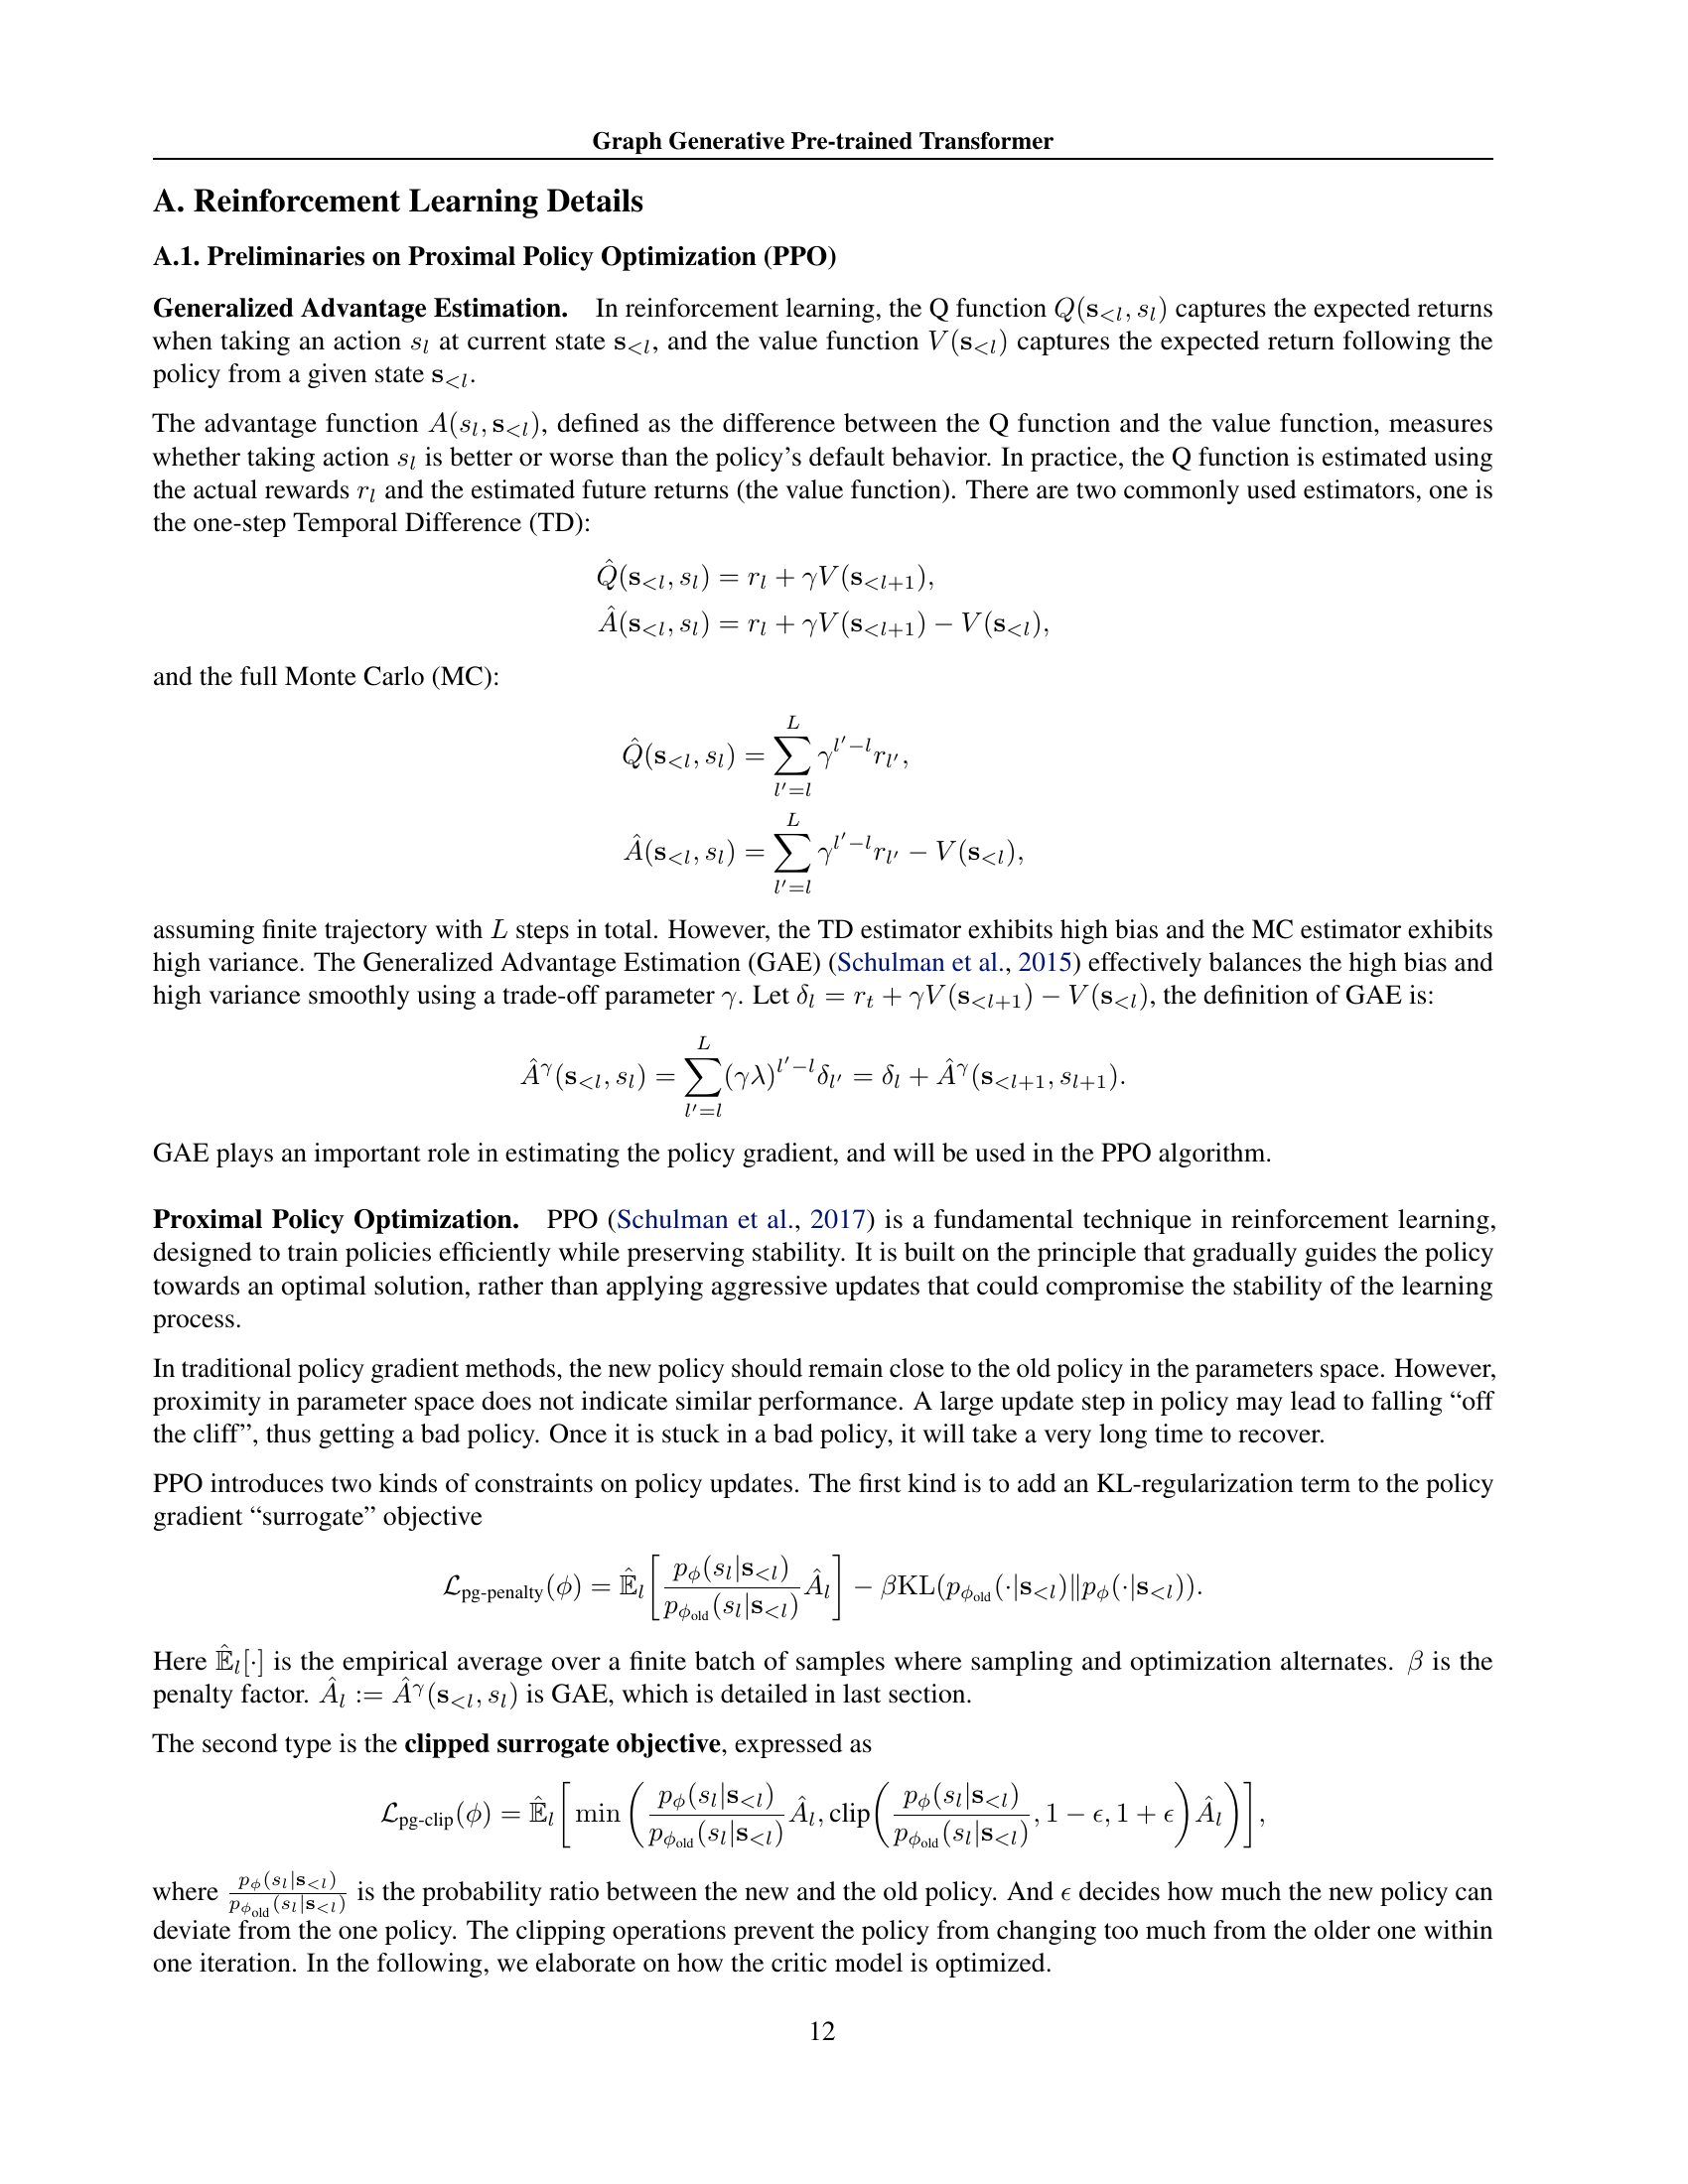 Graph Generative Pre-trained Transformer
A. Reinforcement Learning Details
A.1. Preliminaries on Proximal Policy Optimization (PPO)
Generalized Advantage Estimation. In reinforcement learning, the Q function $Q(\mathbf{s}_{<l}, s_l)$ captures the expected returns
when taking an action $s_l$ at current state $\mathbf{s}_{<l}$, and the value function $V(\mathbf{s}_{<l})$ captures the expected return following the
policy from a given state $\mathbf{s}_{<l}$.
The advantage function $A(s_l, \mathbf{s}_{<l})$, defined as the difference between the Q function and the value function, measures
whether taking action $s_l$ is better or worse than the policy's default behavior. In practice, the Q function is estimated using
the actual rewards $r_l$ and the estimated future returns (the value function). There are two commonly used estimators, one is
the one-step Temporal Difference (TD):
$\hat{Q}(\mathbf{s}_{<l}, s_l) = r_l + \gamma V(\mathbf{s}_{<l+1}),$
$\hat{A}(\mathbf{s}_{<l}, s_l) = r_l + \gamma V(\mathbf{s}_{<l+1}) - V(\mathbf{s}_{<l}),$
and the full Monte Carlo (MC):
$\hat{Q}(\mathbf{s}_{<l}, s_l) = \sum_{l'=l}^{L} \gamma^{l'-l} r_{l'},$
$\hat{A}(\mathbf{s}_{<l}, s_l) = \sum_{l'=l}^{L} \gamma^{l'-l} r_{l'} - V(\mathbf{s}_{<l}),$
assuming finite trajectory with $L$ steps in total. However, the TD estimator exhibits high bias and the MC estimator exhibits
high variance. The Generalized Advantage Estimation (GAE) (Schulman et al., 2015) effectively balances the high bias and
high variance smoothly using a trade-off parameter $\gamma$. Let $\delta_l = r_t + \gamma V(\mathbf{s}_{<l+1}) - V(\mathbf{s}_{<l})$, the definition of GAE is:
$\hat{A}^{\gamma}(\mathbf{s}_{<l}, s_l) = \sum_{l'=l}^{L} (\gamma\lambda)^{l'-l} \delta_{l'} = \delta_l + \hat{A}^{\gamma}(\mathbf{s}_{<l+1}, s_{l+1}).$
GAE plays an important role in estimating the policy gradient, and will be used in the PPO algorithm.
Proximal Policy Optimization. PPO (Schulman et al., 2017) is a fundamental technique in reinforcement learning,
designed to train policies efficiently while preserving stability. It is built on the principle that gradually guides the policy
towards an optimal solution, rather than applying aggressive updates that could compromise the stability of the learning
process.
In traditional policy gradient methods, the new policy should remain close to the old policy in the parameters space. However,
proximity in parameter space does not indicate similar performance. A large update step in policy may lead to falling “off
the cliff”, thus getting a bad policy. Once it is stuck in a bad policy, it will take a very long time to recover.
PPO introduces two kinds of constraints on policy updates. The first kind is to add an KL-regularization term to the policy
gradient “surrogate” objective
$\mathcal{L}_{\text{pg-penalty}}(\phi) = \hat{\mathbb{E}}_l \left[ \frac{p_\phi(s_l|\mathbf{s}_{<l})}{p_{\phi_{\text{old}}}(s_l|\mathbf{s}_{<l})} \hat{A}_l \right] - \beta \text{KL}(p_{\phi_{\text{old}}}(\cdot|\mathbf{s}_{<l}) \| p_\phi(\cdot|\mathbf{s}_{<l})).$
Here $\hat{\mathbb{E}}_l[\cdot]$ is the empirical average over a finite batch of samples where sampling and optimization alternates. $\beta$ is the
penalty factor. $\hat{A}_l := \hat{A}^{\gamma}(\mathbf{s}_{<l}, s_l)$ is GAE, which is detailed in last section.
The second type is the clipped surrogate objective, expressed as
$\mathcal{L}_{\text{pg-clip}}(\phi) = \hat{\mathbb{E}}_l \left[ \min \left( \frac{p_\phi(s_l|\mathbf{s}_{<l})}{p_{\phi_{\text{old}}}(s_l|\mathbf{s}_{<l})} \hat{A}_l, \text{clip} \left( \frac{p_\phi(s_l|\mathbf{s}_{<l})}{p_{\phi_{\text{old}}}(s_l|\mathbf{s}_{<l})}, 1 - \epsilon, 1 + \epsilon \right) \hat{A}_l \right) \right],$
where $\frac{p_\phi(s_l|\mathbf{s}_{<l})}{p_{\phi_{\text{old}}}(s_l|\mathbf{s}_{<l})}$ is the probability ratio between the new and the old policy. And $\epsilon$ decides how much the new policy can
deviate from the one policy. The clipping operations prevent the policy from changing too much from the older one within
one iteration. In the following, we elaborate on how the critic model is optimized.
12